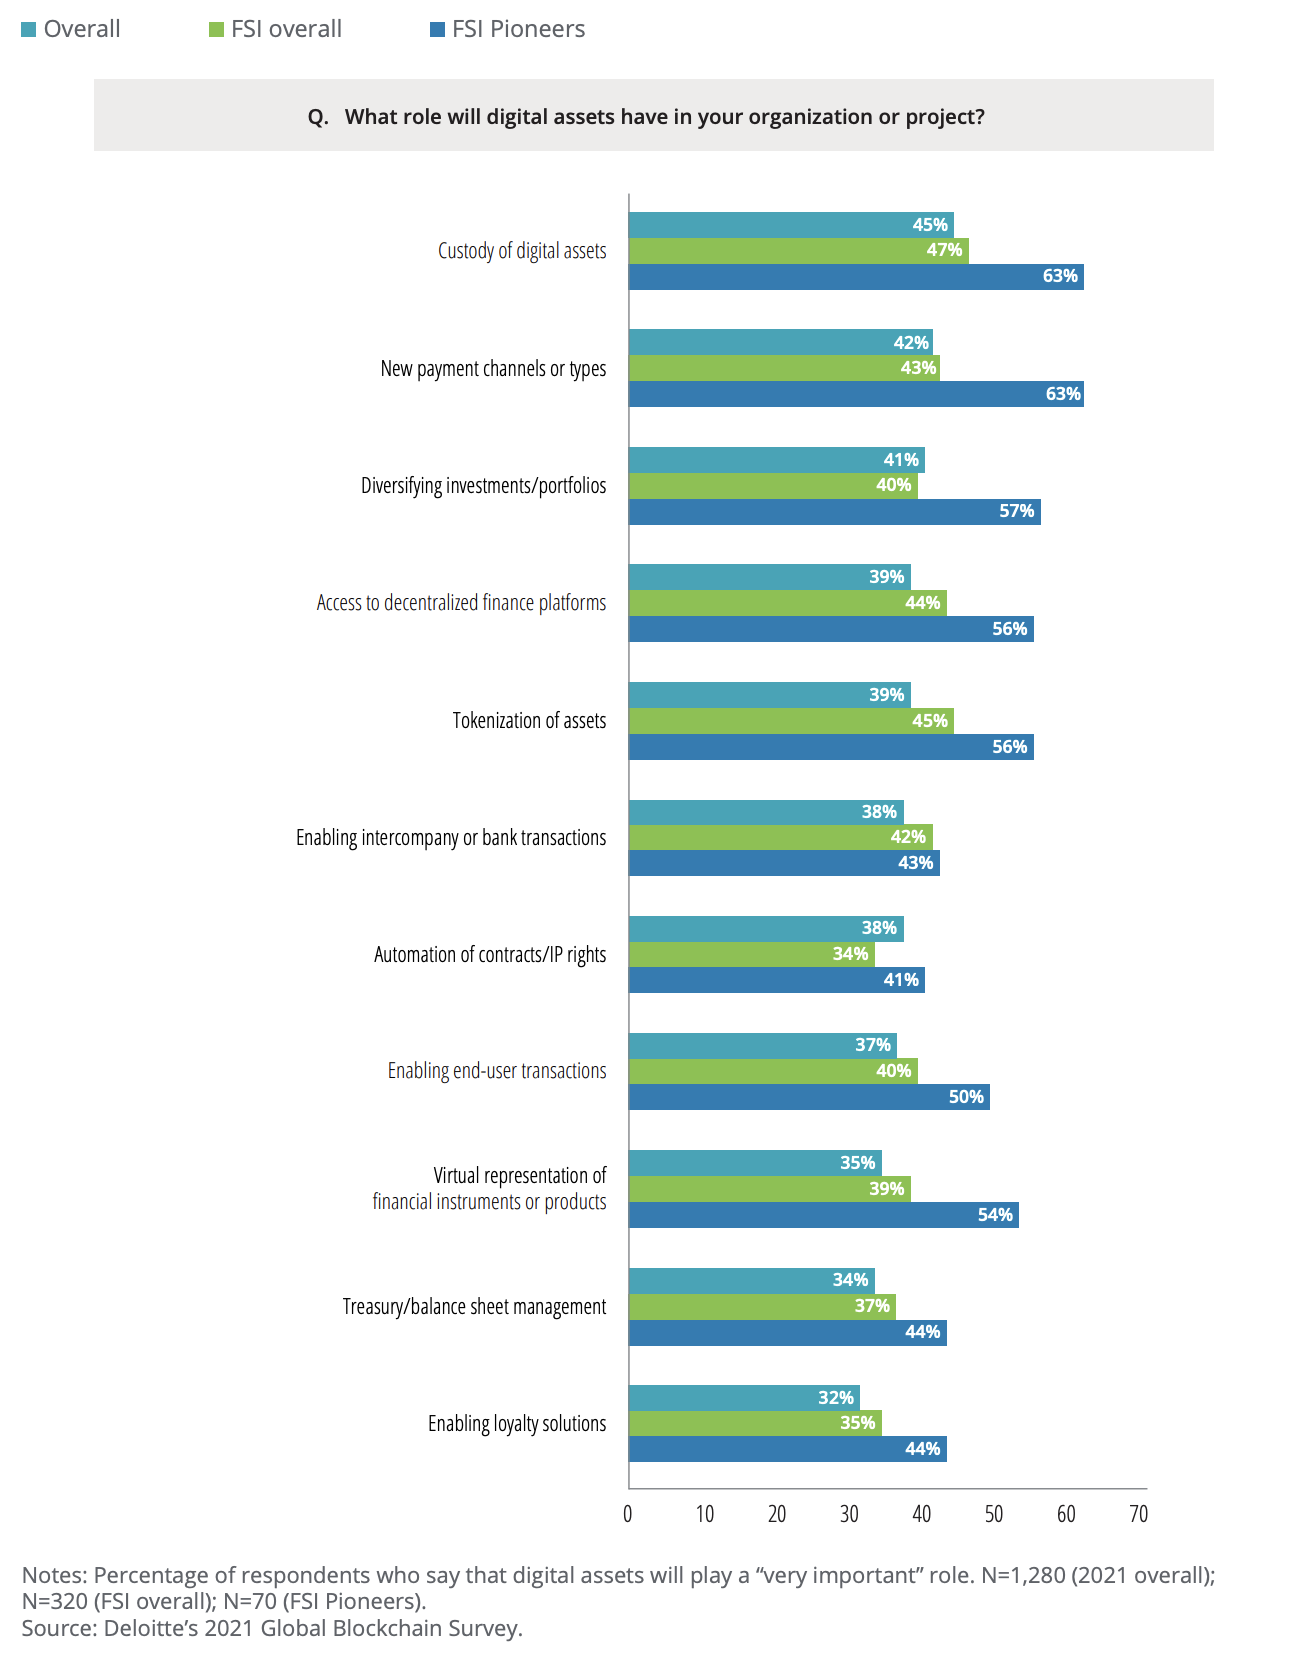 Overall FSI overall FSI Pioneers
Q. What role will digital assets have in your organization or project?
45%
Custody of digital assets 47%
63%
42%
New payment channels or types 43%
63%
41%
Diversifying investments/portfolios 40%
57%
39%
Access to decentralized finance platforms 44%
56%
39%
Tokenization of assets 45%
56%
38%
Enabling intercompany or bank transactions 42%
43%
38%
Automation of contracts/IP rights 34%
41%
37%
Enabling end-user transactions 40%
50%
35%
Virtual representation of
financial instruments or products 39%
54%
34%
Treasury/balance sheet management 37%
44%
32%
Enabling loyalty solutions 35%
44%
0 10 20 30 40 50 60 70
Notes: Percentage of respondents who say that digital assets will play a “very important” role. N=1,280 (2021 overall);
N=320 (FSI overall); N=70 (FSI Pioneers).
Source: Deloitte’s 2021 Global Blockchain Survey.